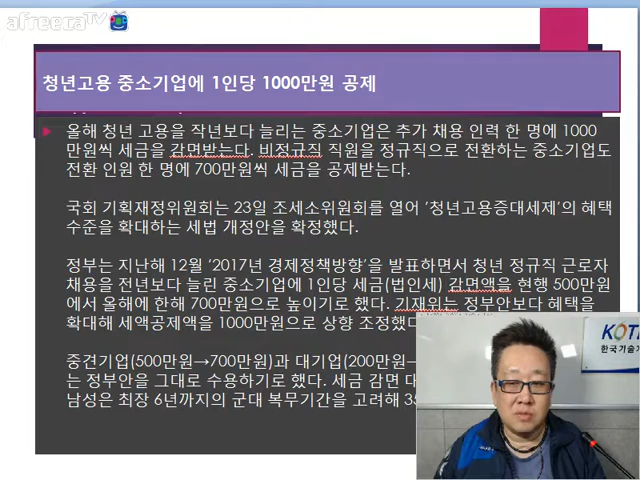 afreecaTV
청년고용 중소기업에 1인당 1000만원 공제
올해 청년 고용을 작년보다 늘리는 중소기업은 추가 채용 인력 한 명에 1000
만원씩 세금을 감면받는다. 비정규직 직원을 정규직으로 전환하는 중소기업도
전환 인원 한 명에 700만원씩 세금을 공제받는다.
국회 기획재정위원회는 23일 조세소위원회를 열어 '청년고용증대세제'의 혜택
수준을 확대하는 세법 개정안을 확정했다.
정부는 지난해 12월 '2017년 경제정책방향'을 발표하면서 청년 정규직 근로자
채용을 전년보다 늘린 중소기업에 1인당 세금(법인세) 감면액을 현행 500만원
에서 올해에 한해 700만원으로 높이기로 했다. 기재위는 정부안보다 혜택을
확대해 세액공제액을 1000만원으로 상향 조정했다
중견기업(500만원→700만원)과 대기업(200만원→
는 정부안을 그대로 수용하기로 했다. 세금 감면 대
남성은 최장 6년까지의 군대 복무기간을 고려해 35
KOT
한국기술개